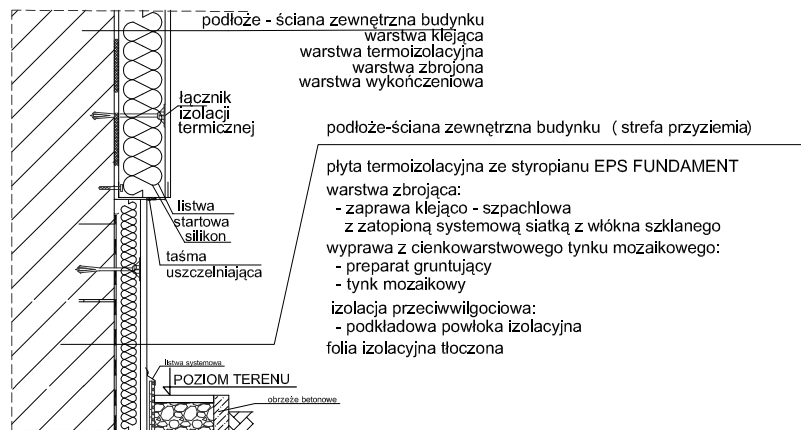 podłoże - ściana zewnętrzna budynku
warstwa klejąca
warstwa termoizolacyjna
warstwa zbrojona
warstwa wykończeniowa
łącznik
izolacji
termicznej
podłoże-ściana zewnętrzna budynku ( strefa przyziemia)
płyta termoizolacyjna ze styropianu EPS FUNDAMENT
warstwa zbrojąca:
- zaprawa klejąco - szpachlowa
z zatopioną systemową siatką z włókna szklanego
wyprawa z cienkowarstwowego tynku mozaikowego:
- preparat gruntujący
- tynk mozaikowy
izolacja przeciwwilgociowa:
- podkładowa powłoka izolacyjna
folia izolacyjna tłoczona
listwa
startowa
silikon
taśma
uszczelniająca
listwa systemowa
POZIOM TERENU
obrzeże betonowe